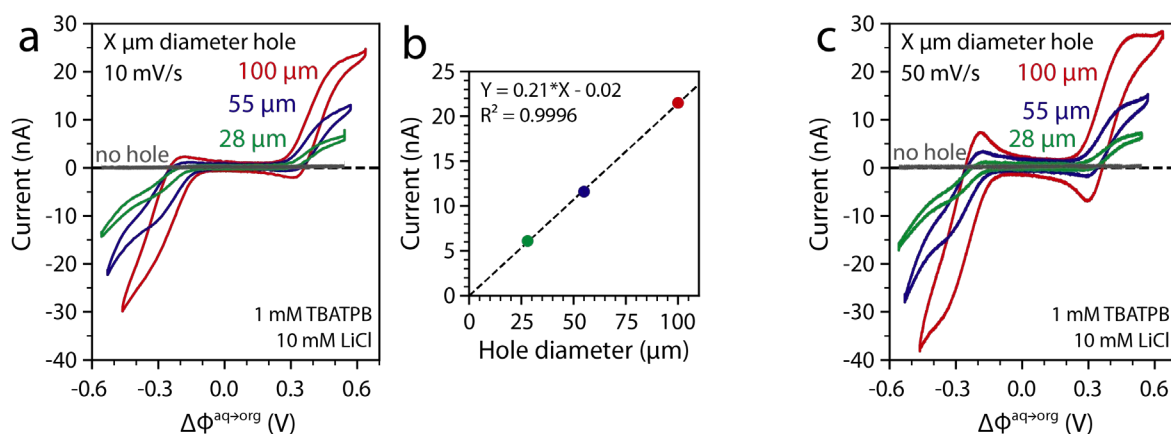 a
X μm diameter hole
10 mV/s
100 μm
55 μm
28 μm
no hole
1 mM TBATPB
10 mM LiCl
30
20
10
0
-10
-20
-30
-40
Current (nA)
-0.6
-0.3
0.0
0.3
0.6
ΔΦaq→org (V)
b
Y = 0.21*X - 0.02
R² = 0.9996
25
20
15
10
5
0
Current (nA)
0
25
50
75
100
Hole diameter (μm)
c
X μm diameter hole
50 mV/s
100 μm
55 μm
28 μm
no hole
1 mM TBATPB
10 mM LiCl
30
20
10
0
-10
-20
-30
-40
Current (nA)
-0.6
-0.3
0.0
0.3
0.6
ΔΦaq→org (V)